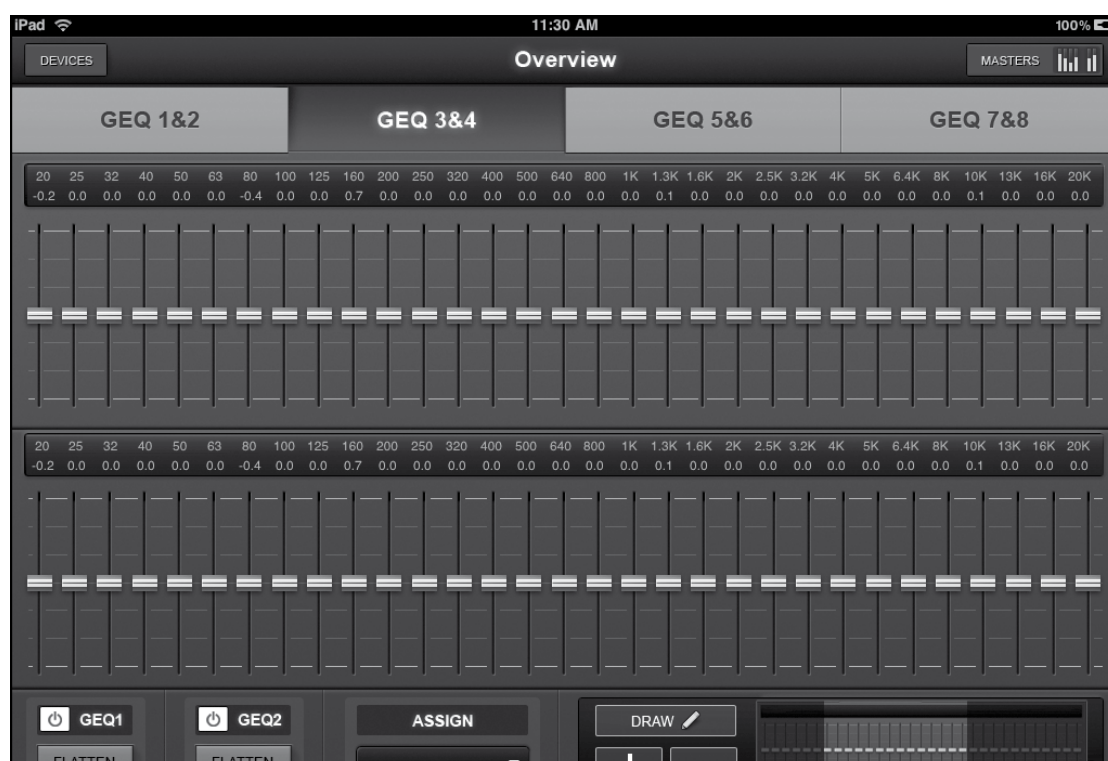 iPad 11:30 AM 100%
DEVICES Overview MASTERS
GEQ 1&2 GEQ 3&4 GEQ 5&6 GEQ 7&8
20 25 32 40 50 63 80 100 125 160 200 250 320 400 500 640 800 1K 1.3K 1.6K 2K 2.5K 3.2K 4K 5K 6.4K 8K 10K 13K 16K 20K
-0.2 0.0 0.0 0.0 0.0 0.0 -0.4 0.0 0.0 0.7 0.0 0.0 0.0 0.0 0.0 0.0 0.0 0.0 0.1 0.0 0.0 0.0 0.0 0.0 0.0 0.0 0.0 0.1 0.0 0.0 0.0
20 25 32 40 50 63 80 100 125 160 200 250 320 400 500 640 800 1K 1.3K 1.6K 2K 2.5K 3.2K 4K 5K 6.4K 8K 10K 13K 16K 20K
-0.2 0.0 0.0 0.0 0.0 0.0 -0.4 0.0 0.0 0.7 0.0 0.0 0.0 0.0 0.0 0.0 0.0 0.0 0.1 0.0 0.0 0.0 0.0 0.0 0.0 0.0 0.0 0.1 0.0 0.0 0.0
GEQ1 GEQ2 ASSIGN DRAW
FLATTEN FLATTEN